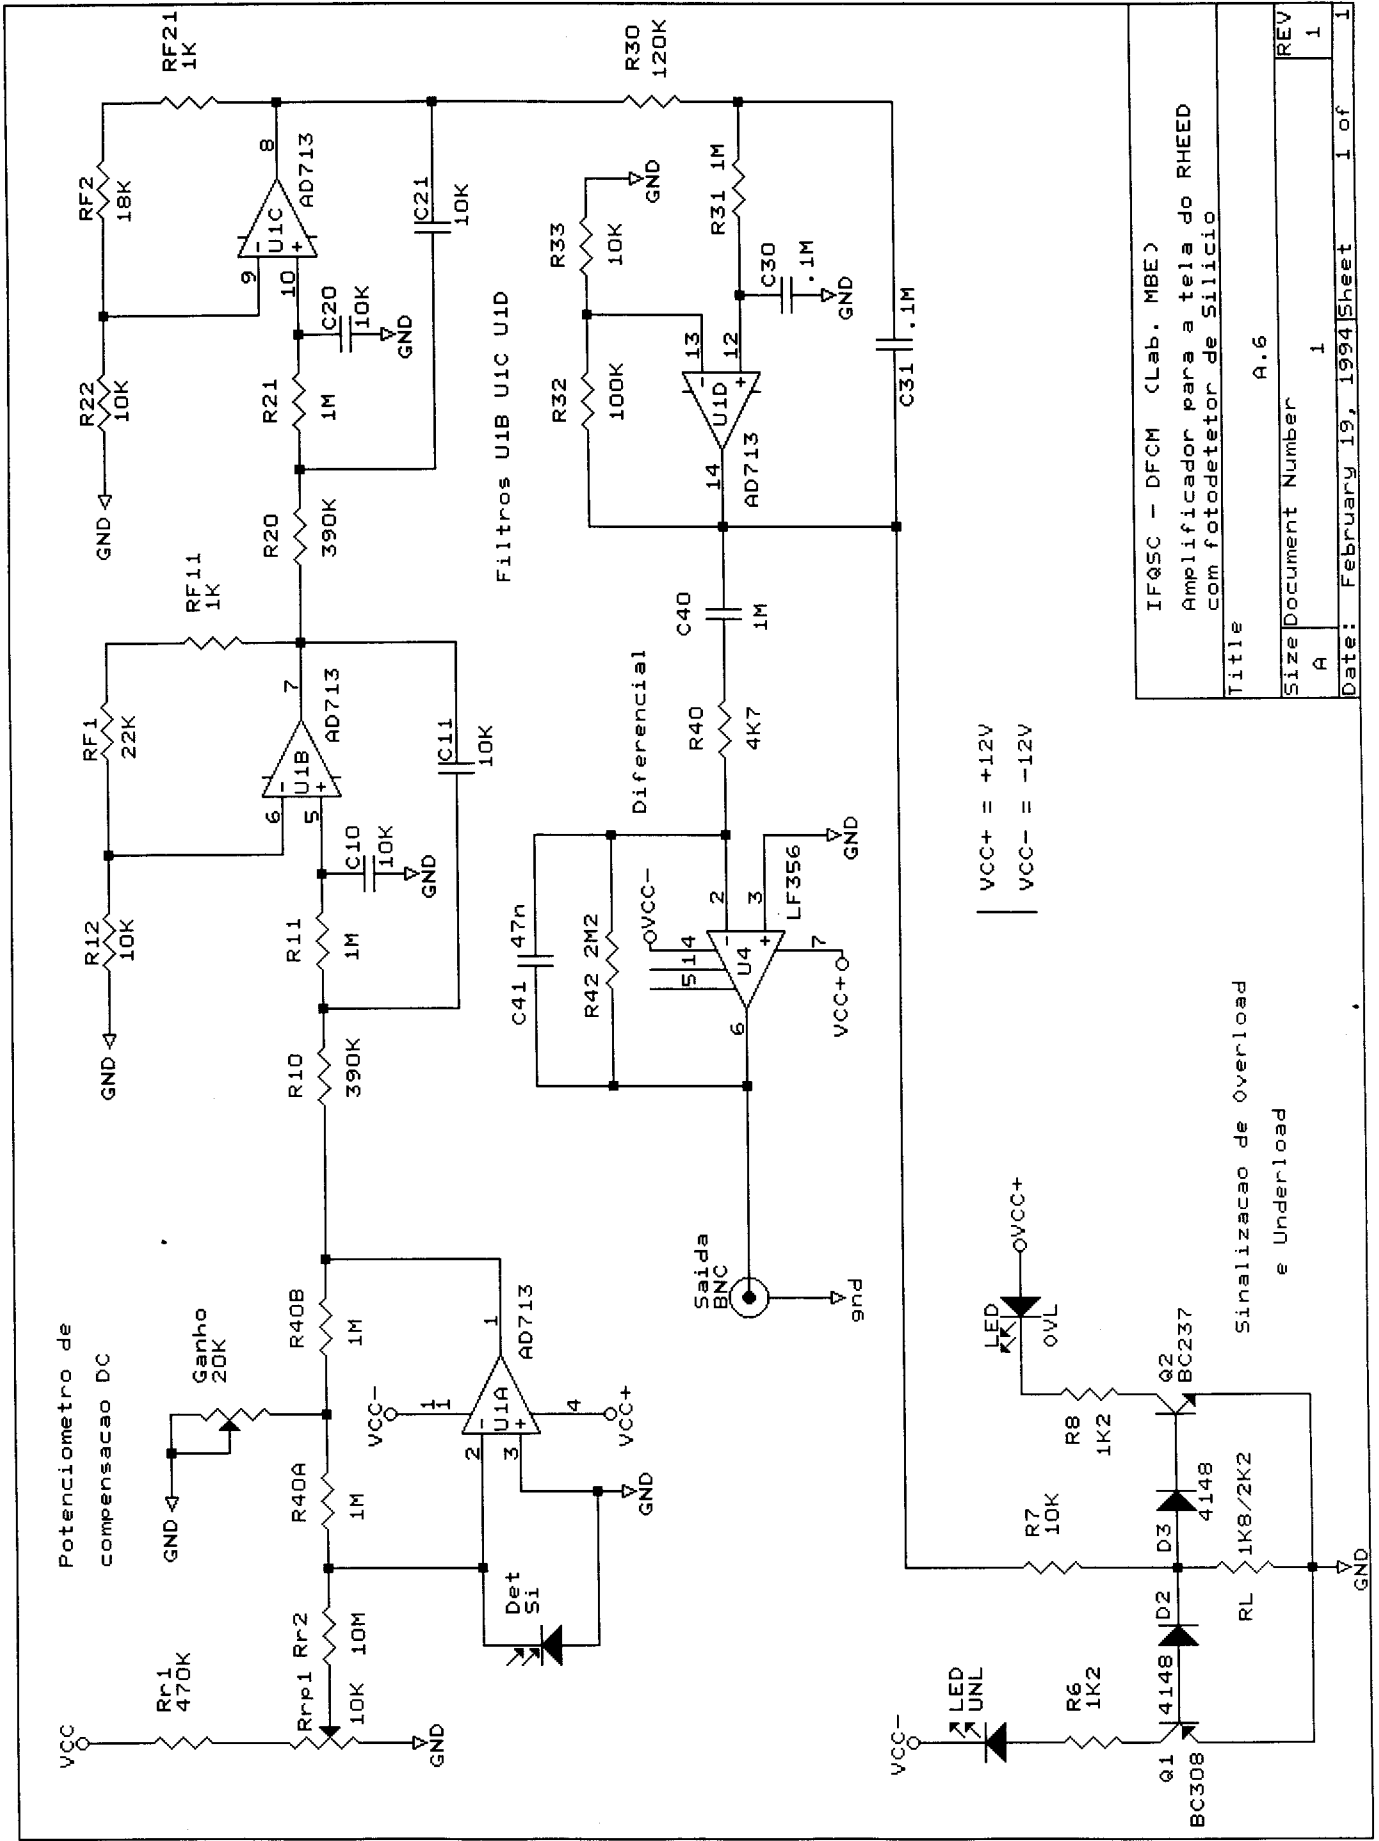 Potenciometro de
compensacao DC
VCC
Rr1
470K
Rrp1
10K
GND
Rr2
10M
R40A
1M
GND
Ganho
20K
R40B
1M
Det
Si
GND
2
3
U1A
-
+
1
AD713
VCC-
11
4
VCC+
R10
390K
R11
1M
C10
10K
GND
5
6
U1B
-
+
7
AD713
C11
10K
GND
R12
10K
RF1
22K
RF11
1K
R20
390K
R21
1M
C20
10K
GND
10
9
U1C
-
+
8
AD713
C21
10K
GND
R22
10K
RF2
18K
RF21
1K
Filtros U1B U1C U1D
R30
120K
R31 1M
C30
.1M
GND
R33
10K
GND
R32
100K
13
12
U1D
-
+
14
AD713
C31 .1M
Diferencial
C40
1M
R40
4K7
C41 47n
R42 2M2
VCC-
5 1 4
2
3
U4
-
+
LF356
GND
7
VCC+
6
Saida
BNC
gnd
VCC+ = +12V
VCC- = -12V
VCC-
LED
UNL
R6
1K2
Q1
BC308
4148 D2
R7
10K
D3
4148
RL
1K8/2K2
GND
R8
1K2
LED
OVL
VCC+
Q2
BC237
Sinalizacao de Overload
e Underload
IFQSC - DFCM (Lab. MBE)
Amplificador para a tela do RHEED
com fotodetetor de Silicio
Title
A.6
Size Document Number
REV
A
1
1
Date: February 19, 1994 Sheet 1 of 1